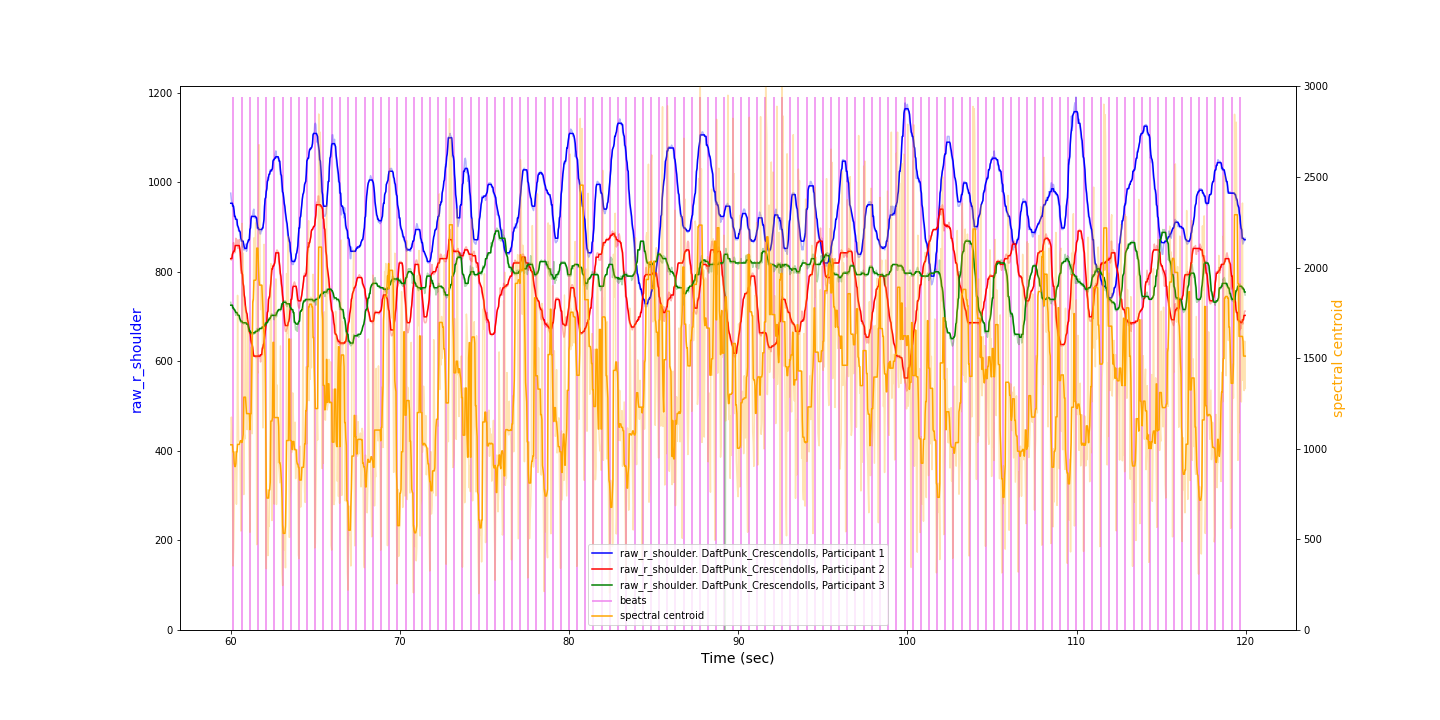 1200
1000
800
600
400
200
0
raw_r_shoulder
3000
2500
2000
1500
1000
500
0
spectral centroid
60
70
80
90
100
110
120
Time (sec)
raw_r_shoulder. DaftPunk_Crescendolls, Participant 1
raw_r_shoulder. DaftPunk_Crescendolls, Participant 2
raw_r_shoulder. DaftPunk_Crescendolls, Participant 3
beats
spectral centroid